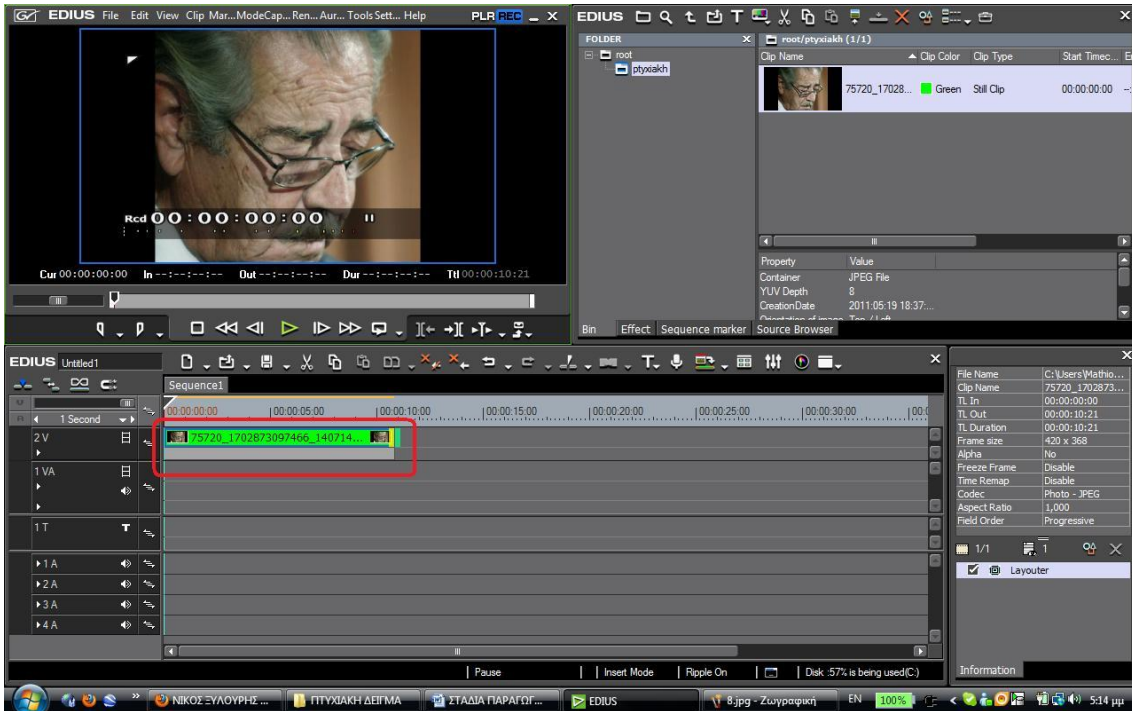 EDIUS File Edit View Clip Mar...ModeCap...Ren...Aur...Tools Sett... Help PLR REC
Rcd 00:00:00:00
Cur 00:00:00:00 In --:--:--:-- Out --:--:--:-- Dur --:--:--:-- Ttl 00:00:10:21
EDIUS
FOLDER
root
ptyxiakh
root/ptyxiakh (1/1)
Clip Name Clip Color Clip Type Start Timec...
75720_17028... Green Still Clip 00:00:00:00
Property Value
Container JPEG File
YUV Depth 8
CreationDate 2011:05:19 18:37:...
Orientation of image Top / Left
Bin Effect Sequence marker Source Browser
EDIUS Untitled1
Sequence1
1 Second
00:00:00:00 00:00:05:00 00:00:10:00 00:00:15:00 00:00:20:00 00:00:25:00 00:00:30:00 00:0
2 V
75720_1702873097466_140714...
1 VA
1 T T
1 A
2 A
3 A
4 A
File Name C:\Users\Mathio...
Clip Name 75720_1702873...
TL In 00:00:00:00
TL Out 00:00:10:21
TL Duration 00:00:10:21
Frame size 420 x 368
Alpha No
Freeze Frame Disable
Time Remap Disable
Codec Photo - JPEG
Aspect Ratio 1,000
Field Order Progressive
1/1 1
Layouter
Information
Pause Insert Mode Ripple On Disk :57% is being used(C:)
ΝΙΚΟΣ ΞΥΛΟΥΡΗΣ ... ΠΤΥΧΙΑΚΗ ΔΕΙΓΜΑ ΣΤΑΔΙΑ ΠΑΡΑΓΩΓ... EDIUS 8.jpg - Ζωγραφική EN 100% 5:14 μμ